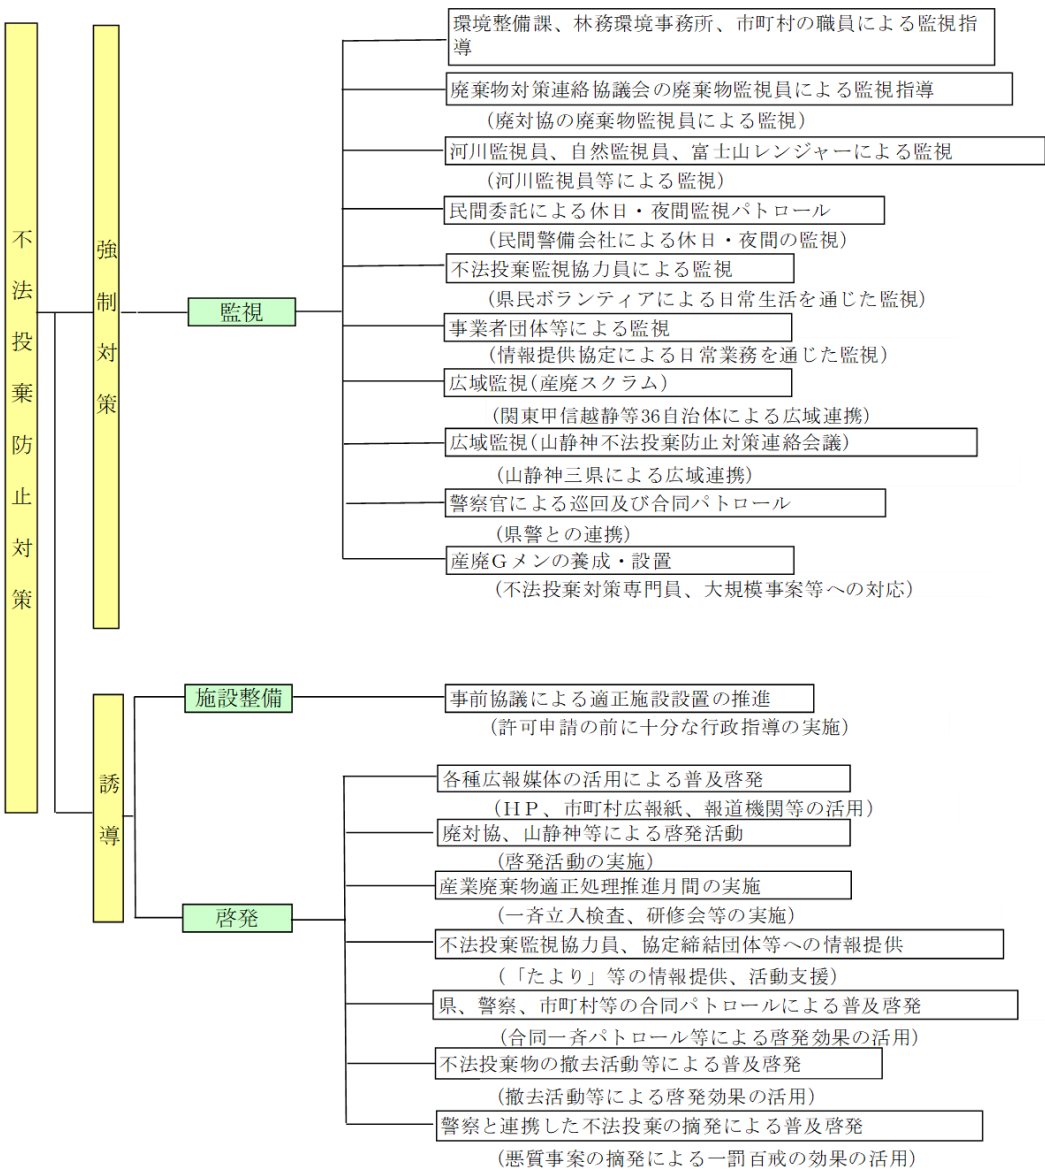 不法投棄防止対策
強制対策
監視
環境整備課、林務環境事務所、市町村の職員による監視指
導
廃棄物対策連絡協議会の廃棄物監視員による監視指導
(廃対協の廃棄物監視員による監視)
河川監視員、自然監視員、富士山レンジャーによる監視
(河川監視員等による監視)
民間委託による休日・夜間監視パトロール
(民間警備会社による休日・夜間の監視)
不法投棄監視協力員による監視
(県民ボランティアによる日常生活を通じた監視)
事業者団体等による監視
(情報提供協定による日常業務を通じた監視)
広域監視(産廃スクラム)
(関東甲信越静等36自治体による広域連携)
広域監視(山静神不法投棄防止対策連絡会議)
(山静神三県による広域連携)
警察官による巡回及び合同パトロール
(県警との連携)
産廃Gメンの養成・設置
(不法投棄対策専門員、大規模事案等への対応)
誘導
施設整備
事前協議による適正施設設置の推進
(許可申請の前に十分な行政指導の実施)
啓発
各種広報媒体の活用による普及啓発
(ＨＰ、市町村広報紙、報道機関等の活用)
廃対協、山静神等による啓発活動
(啓発活動の実施)
産業廃棄物適正処理推進月間の実施
(一斉立入検査、研修会等の実施)
不法投棄監視協力員、協定締結団体等への情報提供
(「たより」等の情報提供、活動支援)
県、警察、市町村等の合同パトロールによる普及啓発
(合同一斉パトロール等による啓発効果の活用)
不法投棄物の撤去活動等による普及啓発
(撤去活動等による啓発効果の活用)
警察と連携した不法投棄の摘発による普及啓発
(悪質事案の摘発による一罰百戒の効果の活用)